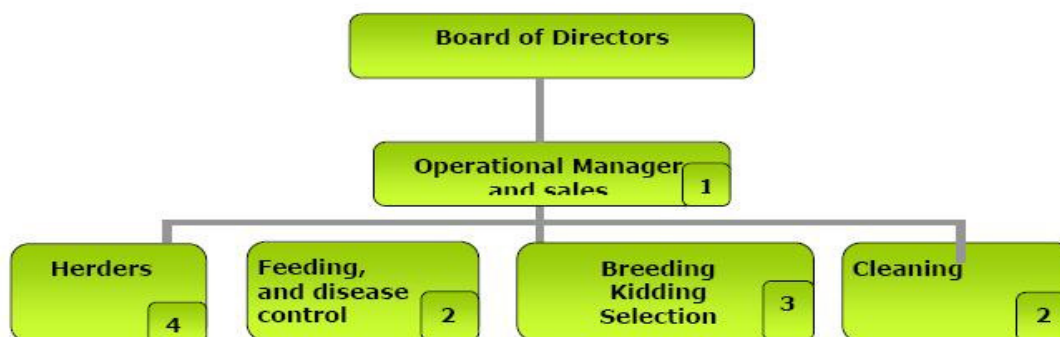 Board of Directors
Operational Manager
and sales
1
Herders
4
Feeding,
and disease
control
2
Breeding
Kidding
Selection
3
Cleaning
2